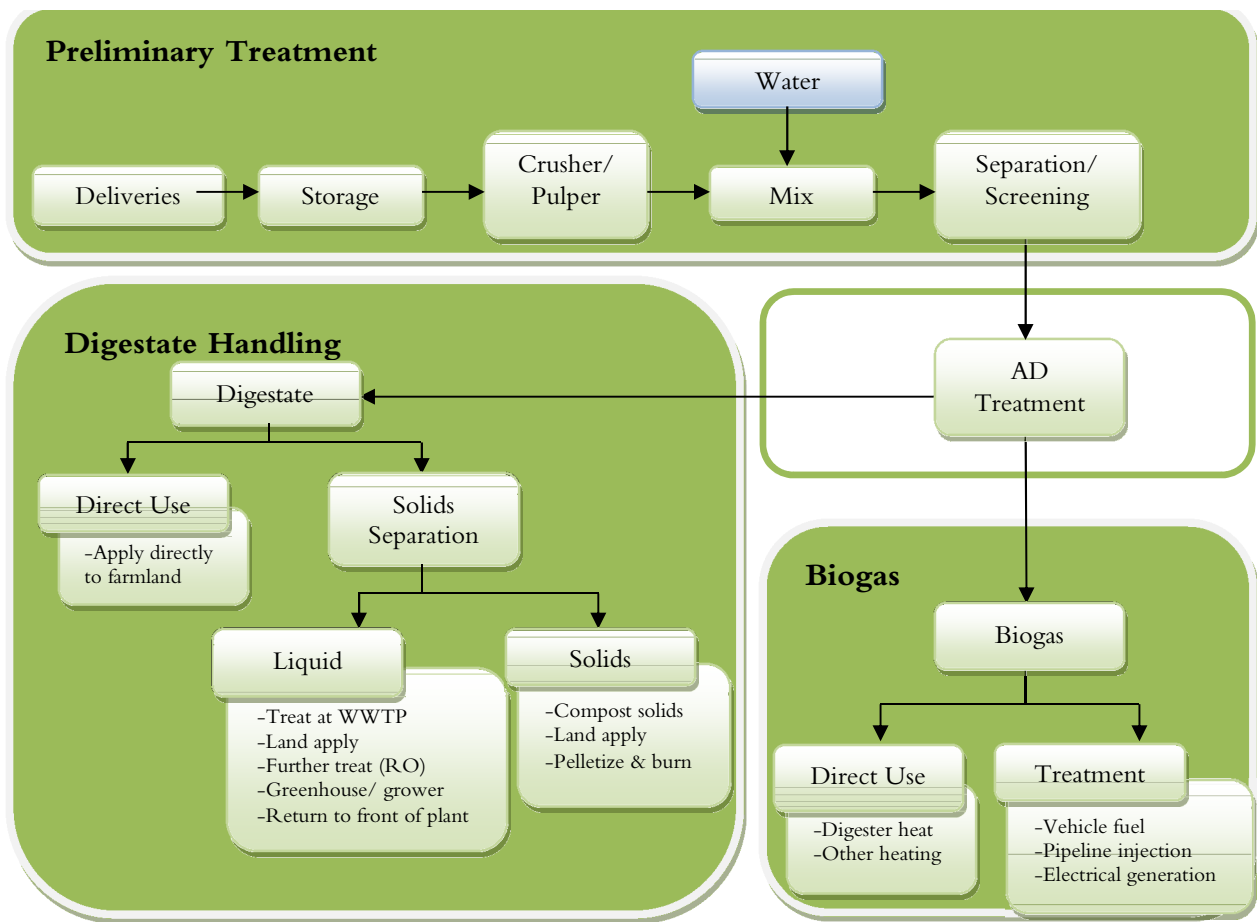 Preliminary Treatment
Water
Deliveries
Storage
Crusher/
Pulper
Mix
Separation/
Screening
AD
Treatment
Digestate Handling
Digestate
Direct Use
-Apply directly
to farmland
Solids
Separation
Liquid
-Treat at WWTP
-Land apply
-Further treat (RO)
-Greenhouse/ grower
-Return to front of plant
Solids
-Compost solids
-Land apply
-Pelletize & burn
Biogas
Biogas
Direct Use
-Digester heat
-Other heating
Treatment
-Vehicle fuel
-Pipeline injection
-Electrical generation